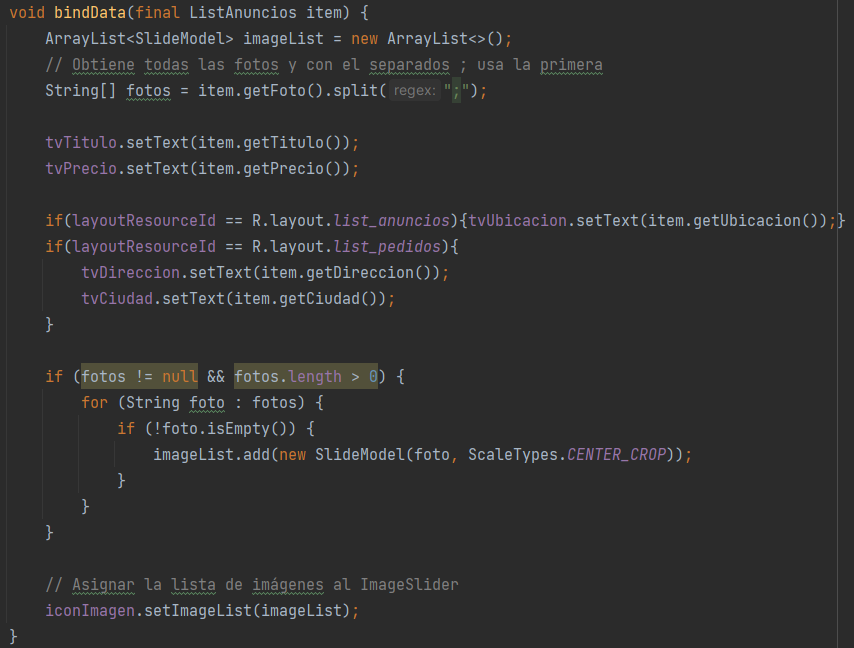 void bindData(final ListAnuncios item) {
    ArrayList<SlideModel> imageList = new ArrayList<>();
    // Obtiene todas las fotos y con el separados ; usa la primera
    String[] fotos = item.getFoto().split( regex: ";");

    tvTitulo.setText(item.getTitulo());
    tvPrecio.setText(item.getPrecio());

    if(layoutResourceId == R.layout.list_anuncios){tvUbicacion.setText(item.getUbicacion());}
    if(layoutResourceId == R.layout.list_pedidos){
        tvDireccion.setText(item.getDireccion());
        tvCiudad.setText(item.getCiudad());
    }

    if (fotos != null && fotos.length > 0) {
        for (String foto : fotos) {
            if (!foto.isEmpty()) {
                imageList.add(new SlideModel(foto, ScaleTypes.CENTER_CROP));
            }
        }
    }

    // Asignar la lista de imágenes al ImageSlider
    iconImagen.setImageList(imageList);
}